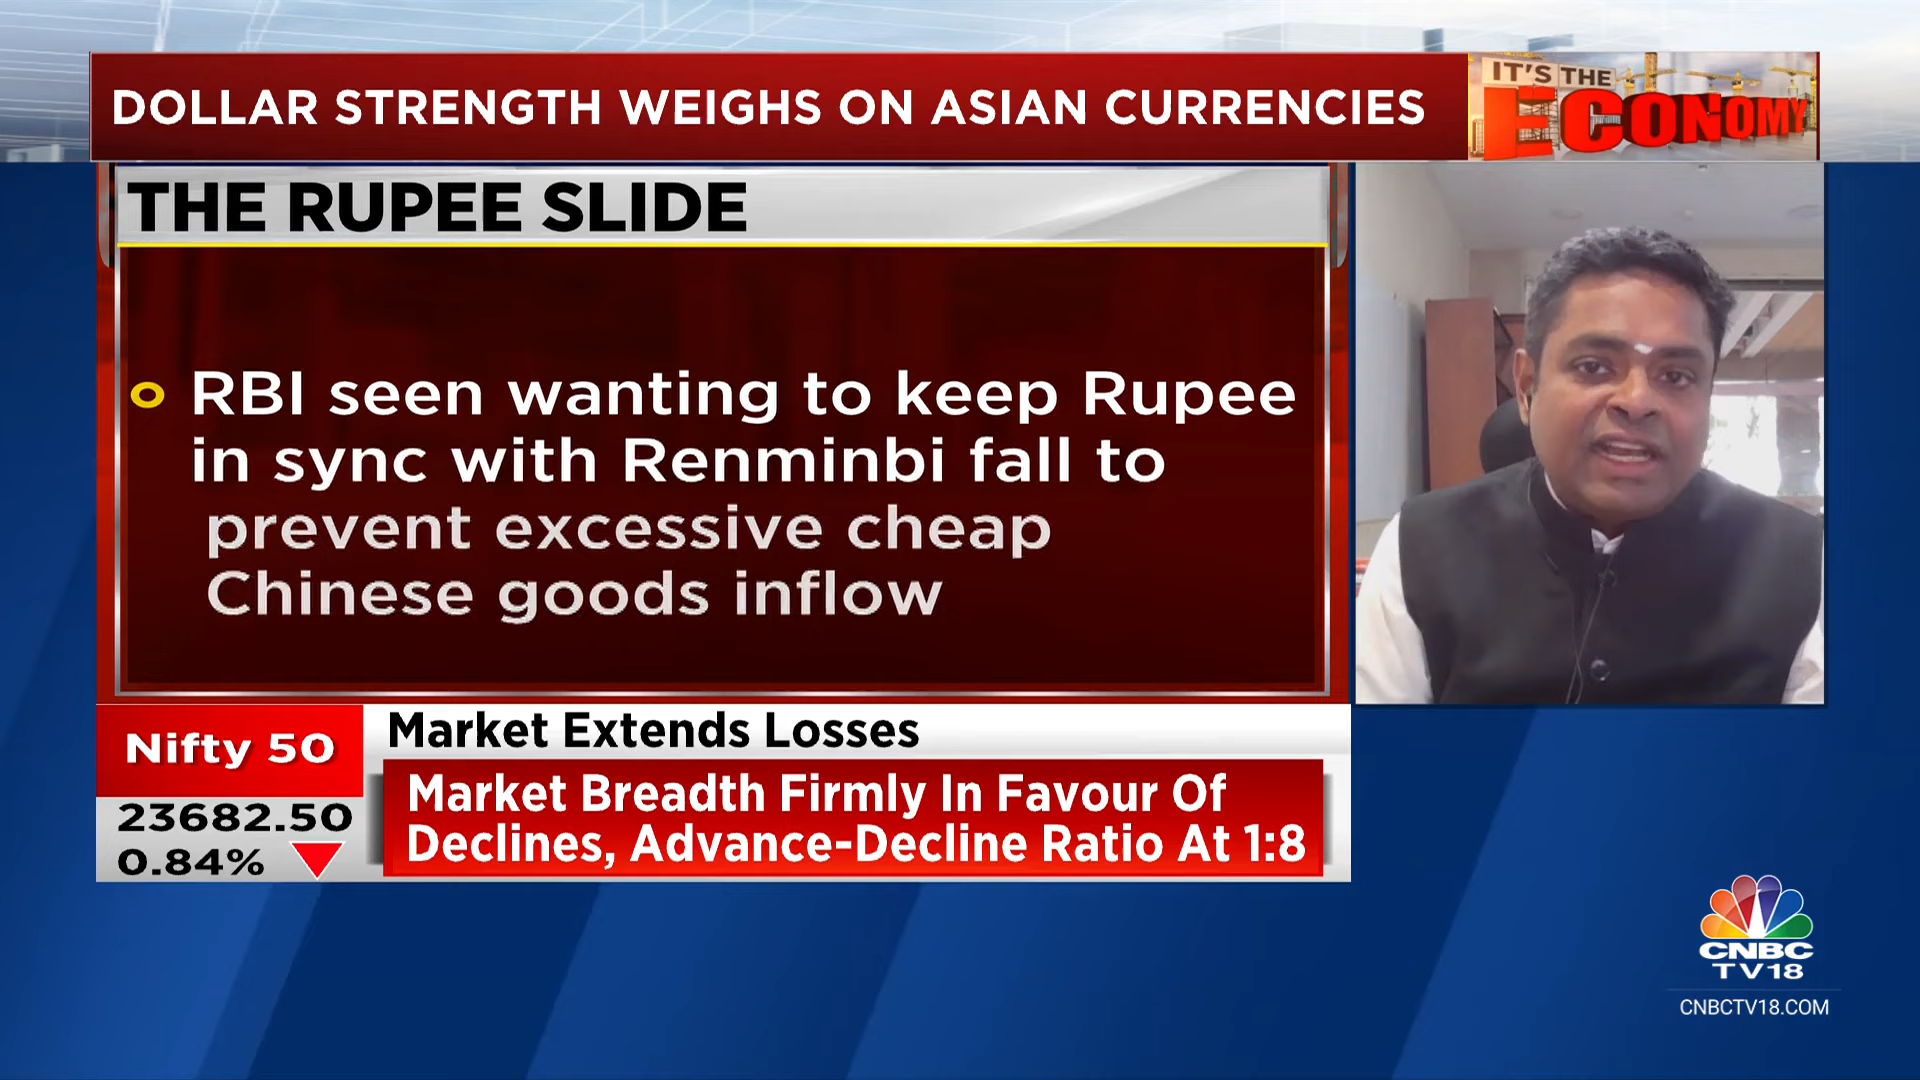 DOLLAR STRENGTH WEIGHS ON ASIAN CURRENCIES
IT'S THE
ECONOMY
THE RUPEE SLIDE
RBI seen wanting to keep Rupee
in sync with Renminbi fall to
prevent excessive cheap
Chinese goods inflow
Nifty 50
23682.50
0.84%
Market Extends Losses
Market Breadth Firmly In Favour Of
Declines, Advance-Decline Ratio At 1:8
CNBC
TV18
CNBCTV18.COM